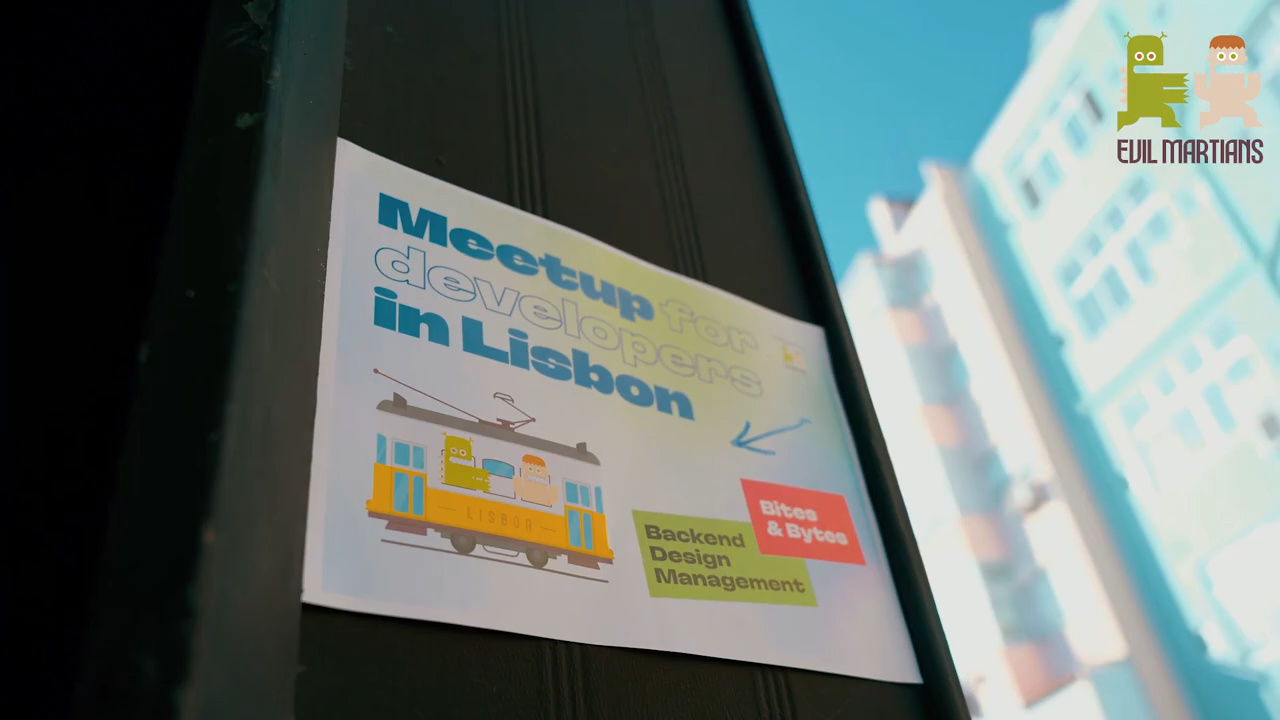 Meetup for
developers
in Lisbon
LISBOA
Backend
Design
Management
Bites
& Bytes
EVIL MARTIANS